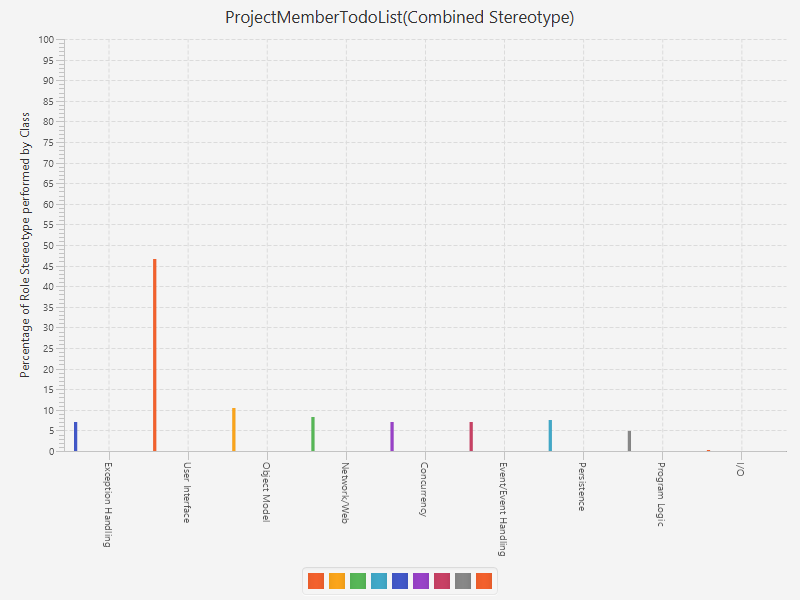 ProjectMemberTodoList(Combined Stereotype)
Percentage of Role Stereotype performed by Class
100
95
90
85
80
75
70
65
60
55
50
45
40
35
30
25
20
15
10
5
0
Exception Handling
User Interface
Object Model
Network/Web
Concurrency
Event/Event Handling
Persistence
Program Logic
I/O